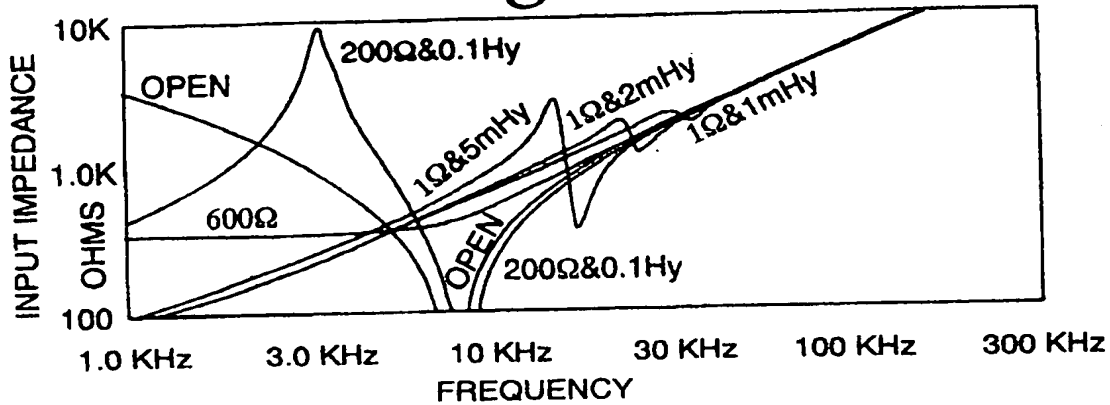 10K
INPUT IMPEDANCE
OHMS
200Ω&0.1Hy
OPEN
1Ω&5mHy
1Ω&2mHy
1Ω&1mHy
1.0K
600Ω
OPEN
200Ω&0.1Hy
100
1.0 KHz 3.0 KHz 10 KHz 30 KHz 100 KHz 300 KHz
FREQUENCY